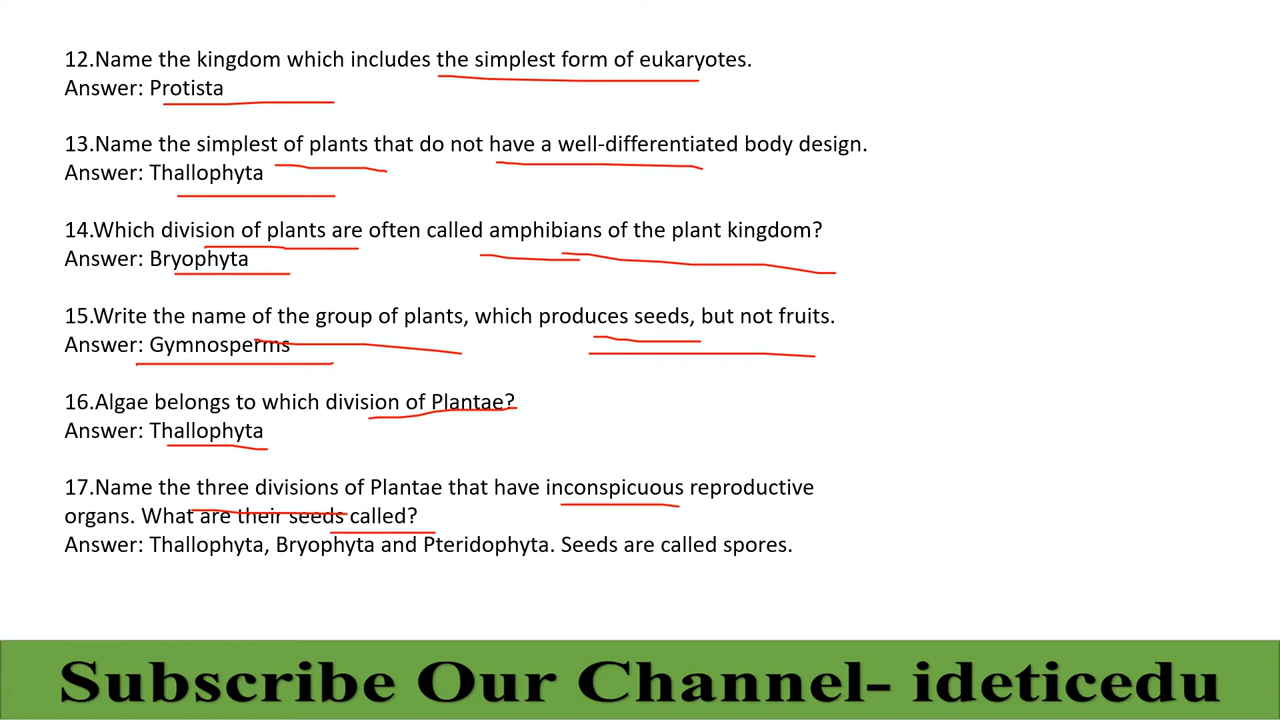 12.Name the kingdom which includes the simplest form of eukaryotes.
Answer: Protista
13.Name the simplest of plants that do not have a well-differentiated body design.
Answer: Thallophyta
14.Which division of plants are often called amphibians of the plant kingdom?
Answer: Bryophyta
15.Write the name of the group of plants, which produces seeds, but not fruits.
Answer: Gymnosperms
16.Algae belongs to which division of Plantae?
Answer: Thallophyta
17.Name the three divisions of Plantae that have inconspicuous reproductive
organs. What are their seeds called?
Answer: Thallophyta, Bryophyta and Pteridophyta. Seeds are called spores.
Subscribe Our Channel- ideticedu